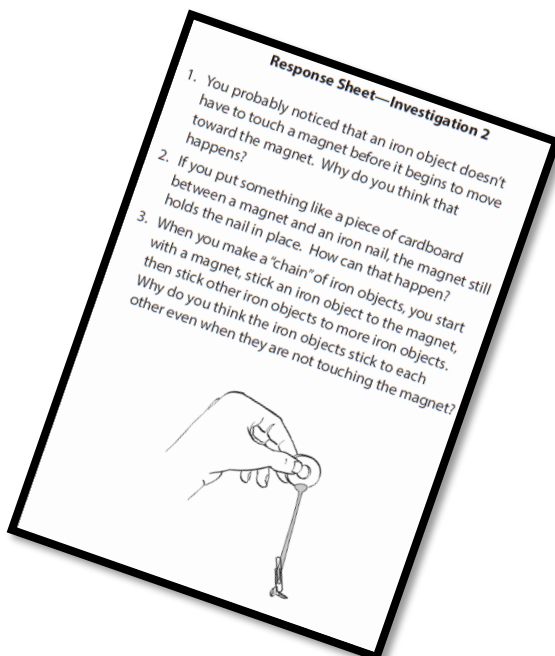 Response Sheet—Investigation 2
1. You probably noticed that an iron object doesn't
have to touch a magnet before it begins to move
toward the magnet. Why do you think that
happens?
2. If you put something like a piece of cardboard
between a magnet and an iron nail, the magnet still
holds the nail in place. How can that happen?
3. When you make a "chain" of iron objects, you start
with a magnet, stick an iron object to the magnet,
then stick other iron objects to more iron objects.
Why do you think the iron objects stick to each
other even when they are not touching the magnet?